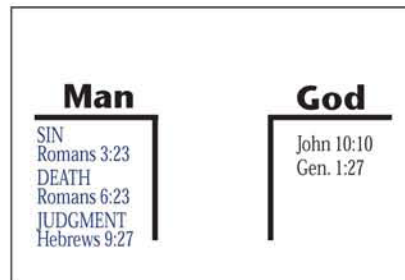 Man
SIN
Romans 3:23
DEATH
Romans 6:23
JUDGMENT
Hebrews 9:27
God
John 10:10
Gen. 1:27